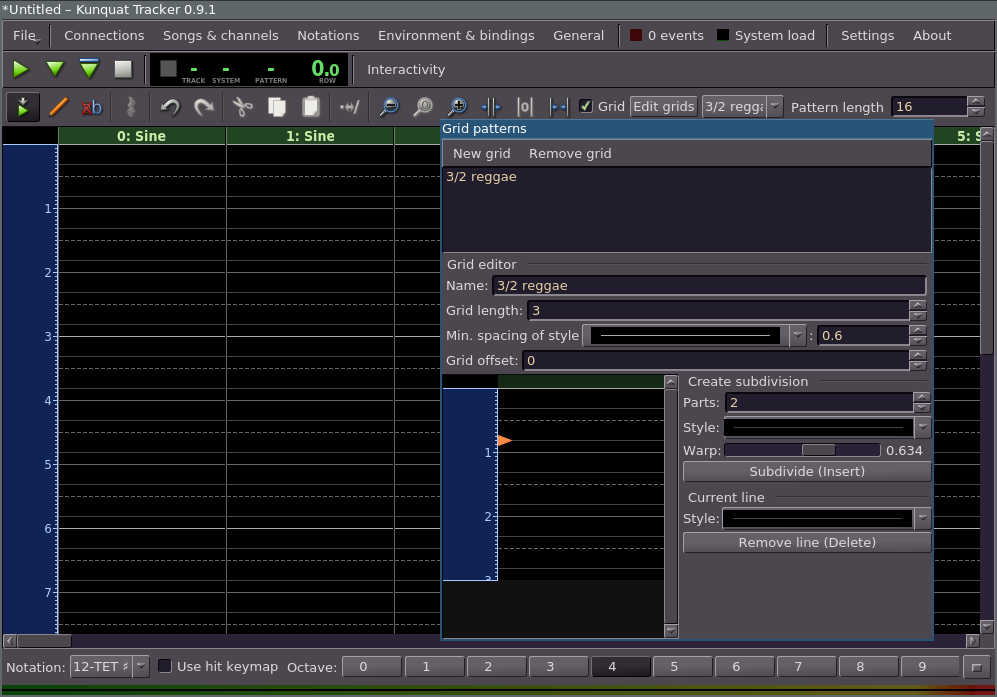 *Untitled – Kunquat Tracker 0.9.1
File Connections Songs & channels Notations Environment & bindings General 0 events System load Settings About
- - - 0.0 Interactivity
TRACK SYSTEM PATTERN ROW
xb Grid Edit grids 3/2 regga Pattern length 16
0: Sine 1: Sine 5: S
Grid patterns
New grid Remove grid
3/2 reggae
Grid editor
Name: 3/2 reggae
Grid length: 3
Min. spacing of style : 0.6
Grid offset: 0
1
2
3
4
5
6
7
1
2
3
Create subdivision
Parts: 2
Style:
Warp: 0.634
Subdivide (Insert)
Current line
Style:
Remove line (Delete)
Notation: 12-TET ♯ Use hit keymap Octave: 0 1 2 3 4 5 6 7 8 9